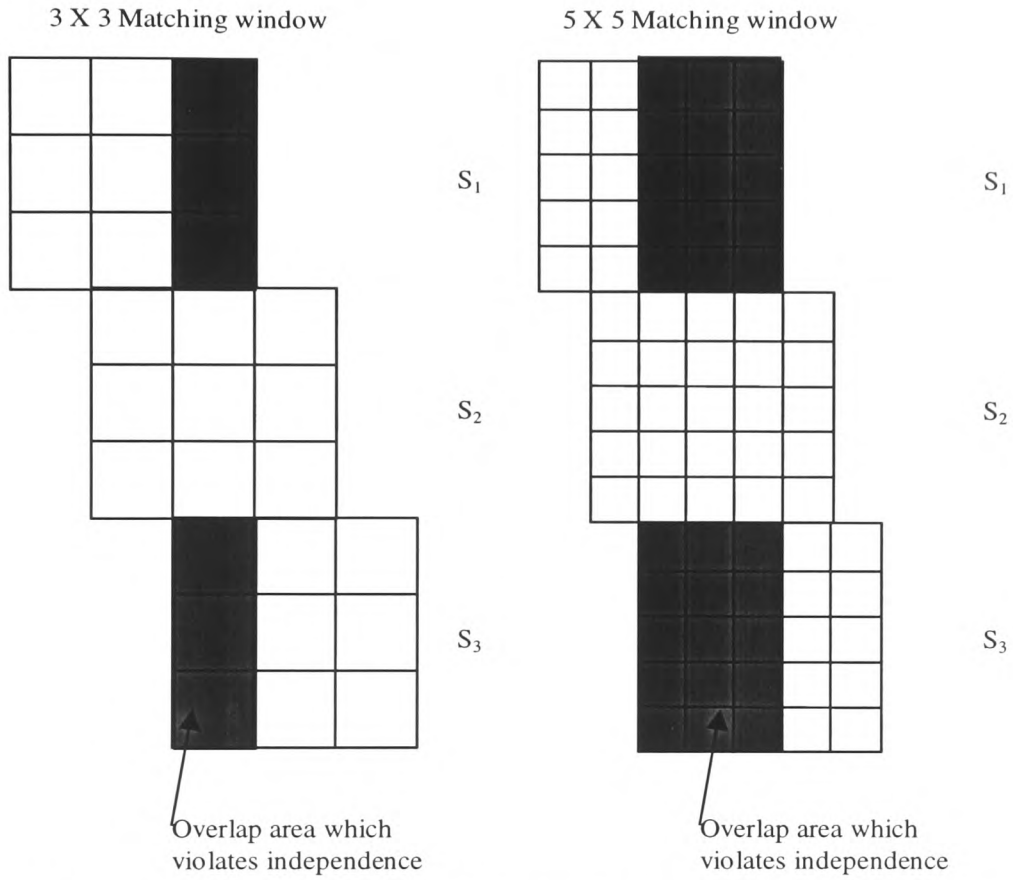 3 X 3 Matching window
5 X 5 Matching window
S₁
S₁
S₂
S₂
S₃
S₃
Overlap area which
violates independence
Overlap area which
violates independence